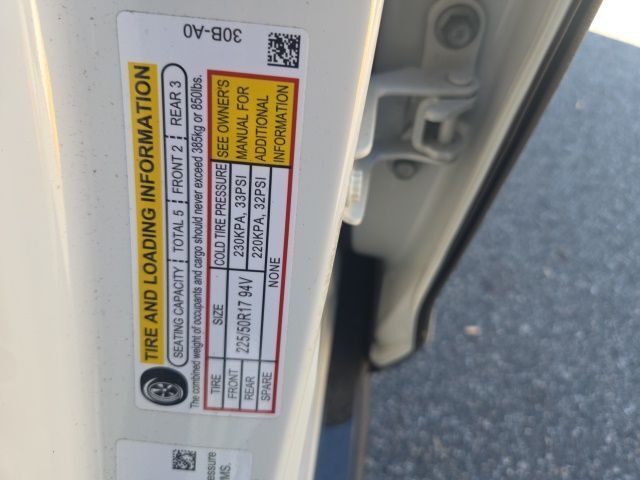 30B-A0
TIRE AND LOADING INFORMATION
SEATING CAPACITY | TOTAL 5 | FRONT 2 | REAR 3
The combined weight of occupants and cargo should never exceed 385kg or 850lbs.
TIRE SIZE COLD TIRE PRESSURE
FRONT 225/50R17 94V 230KPA, 33PSI
REAR 220KPA, 32PSI
SPARE NONE
SEE OWNER'S
MANUAL FOR
ADDITIONAL
INFORMATION
essure
MS.